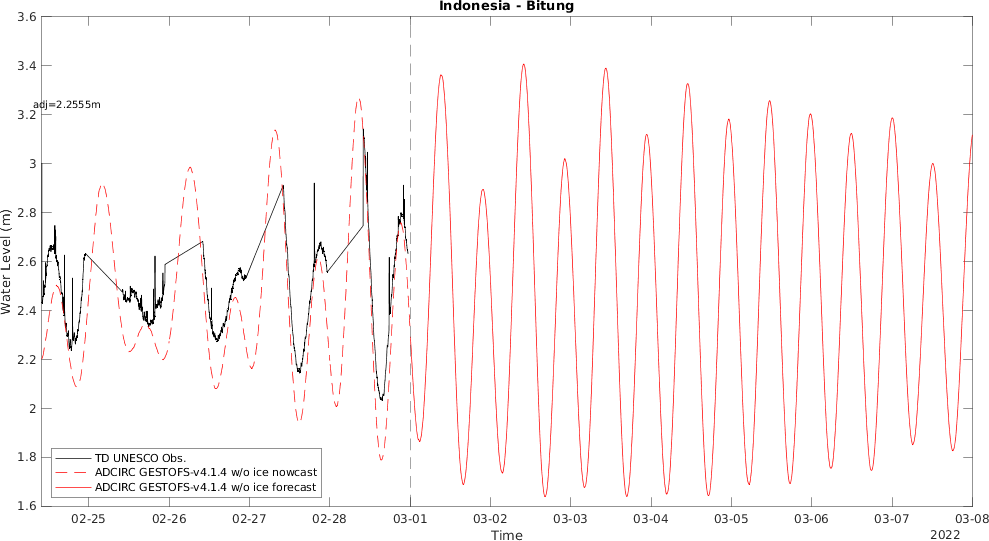 Indonesia - Bitung
3.6
3.4
adj=2.2555m
3.2
3
2.8
2.6
2.4
2.2
2
1.8
1.6
Water Level (m)
TD UNESCO Obs.
ADCIRC GESTOFS-v4.1.4 w/o ice nowcast
ADCIRC GESTOFS-v4.1.4 w/o ice forecast
02-25 02-26 02-27 02-28 03-01 03-02 03-03 03-04 03-05 03-06 03-07 03-08
Time
2022